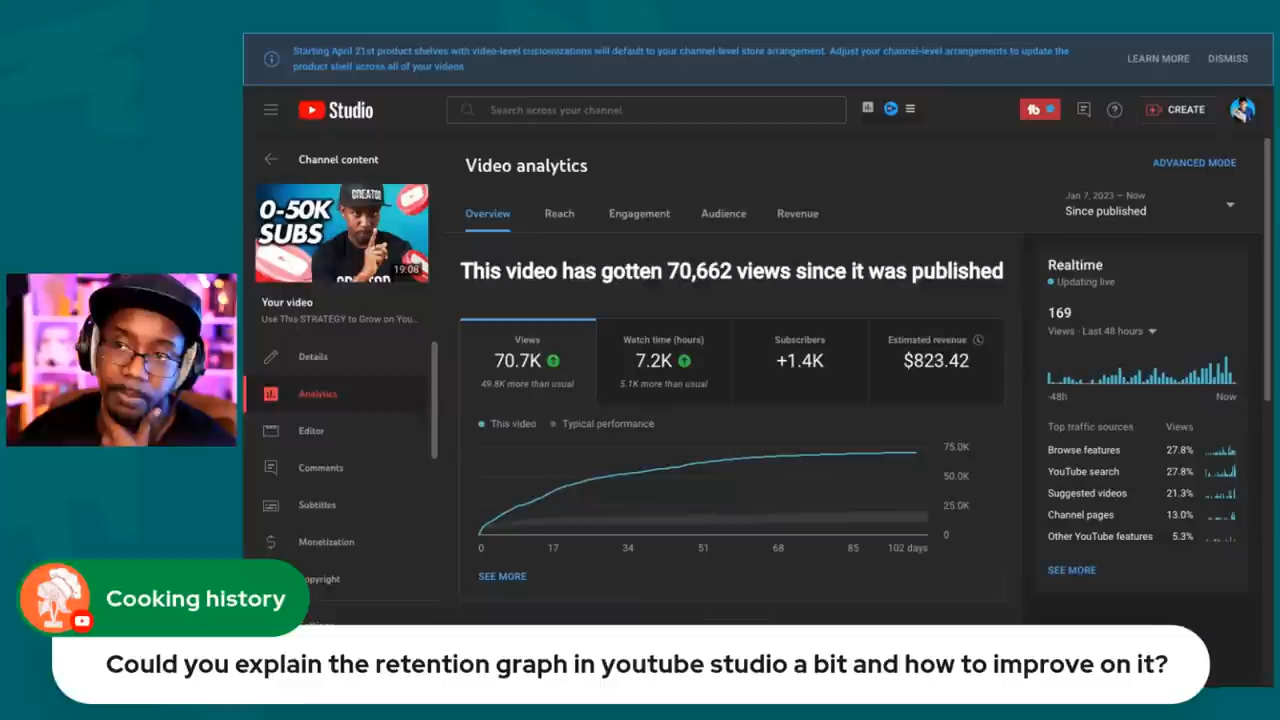 Starting April 21st product shelves with video-level customizations will default to your channel-level store arrangement. Adjust your channel-level arrangements to update the
product shelf across all of your videos
LEARN MORE
DISMISS
Studio
Search across your channel
CREATE
Channel content
0-50K
SUBS
CREATOR
19:08
Your video
Use This STRATEGY to Grow on You...
Details
Analytics
Editor
Comments
Subtitles
Monetization
opyright
Video analytics
ADVANCED MODE
Overview
Reach
Engagement
Audience
Revenue
Jan 7, 2023 – Now
Since published
This video has gotten 70,662 views since it was published
Views
70.7K
49.8K more than usual
Watch time (hours)
7.2K
5.1K more than usual
Subscribers
+1.4K
Estimated revenue
$823.42
This video
Typical performance
75.0K
50.0K
25.0K
0
0
17
34
51
68
85
102 days
SEE MORE
Realtime
Updating live
169
Views · Last 48 hours
-48h
Now
Top traffic sources
Views
Browse features
27.8%
YouTube search
27.8%
Suggested videos
21.3%
Channel pages
13.0%
Other YouTube features
5.3%
SEE MORE
Cooking history
Could you explain the retention graph in youtube studio a bit and how to improve on it?